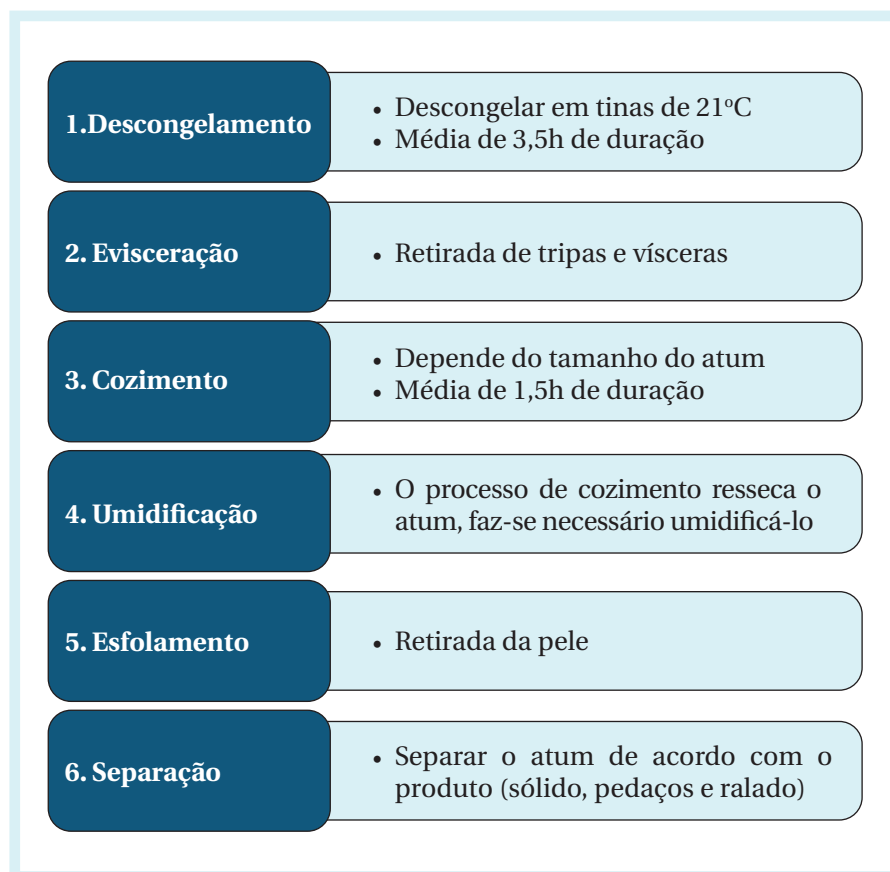 1.Descongelamento
• Descongelar em tinas de 21ºC
• Média de 3,5h de duração
2. Evisceração
• Retirada de tripas e vísceras
3. Cozimento
• Depende do tamanho do atum
• Média de 1,5h de duração
4. Umidificação
• O processo de cozimento resseca o
atum, faz-se necessário umidificá-lo
5. Esfolamento
• Retirada da pele
6. Separação
• Separar o atum de acordo com o
produto (sólido, pedaços e ralado)